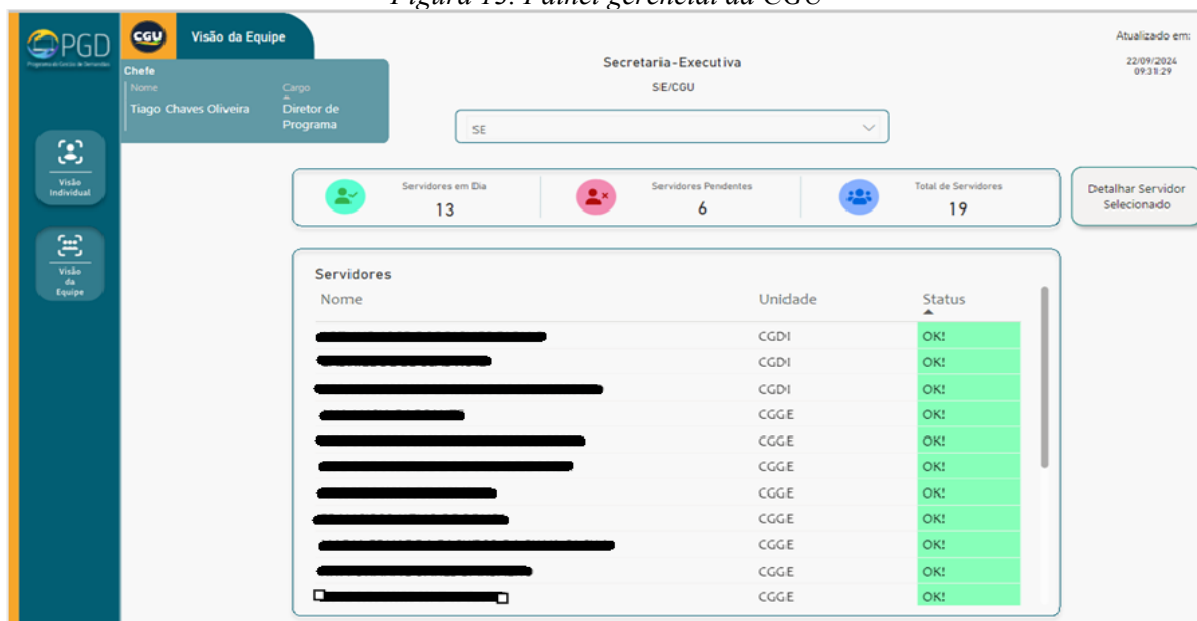 Figura 13: Painel gerencial da CGU
PGD
CGU
Visão da Equipe
Atualizado em:
22/09/2024
09:31:29
Secretaria-Executiva
SE/CGU
Chefe
Nome
Cargo
Tiago Chaves Oliveira
Diretor de
Programa
SE
Visão
Individual
Visão
da
Equipe
Servidores em Dia
13
Servidores Pendentes
6
Total de Servidores
19
Detalhar Servidor
Selecionado
Servidores
Nome Unidade Status
CGDI OK!
CGDI OK!
CGDI OK!
CGGE OK!
CGGE OK!
CGGE OK!
CGGE OK!
CGGE OK!
CGGE OK!
CGGE OK!
CGGE OK!